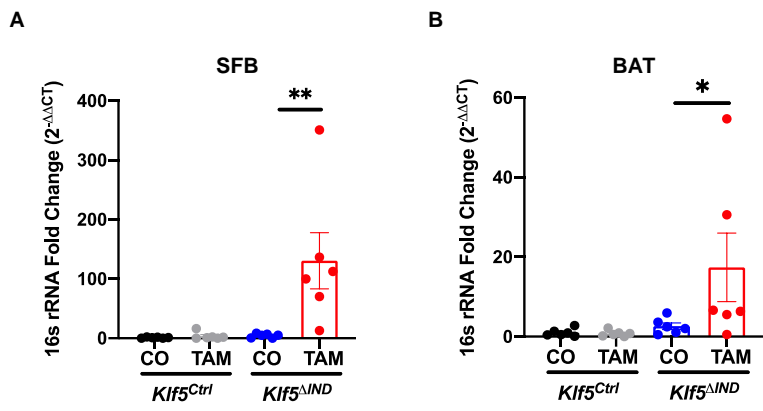 A
SFB
**
16s rRNA Fold Change (2-ΔΔCT)
400
300
200
100
0
CO TAM CO TAM
Klf5Ctrl Klf5ΔIND
B
BAT
*
16s rRNA Fold Change (2-ΔΔCT)
60
40
20
0
CO TAM CO TAM
Klf5Ctrl Klf5ΔIND